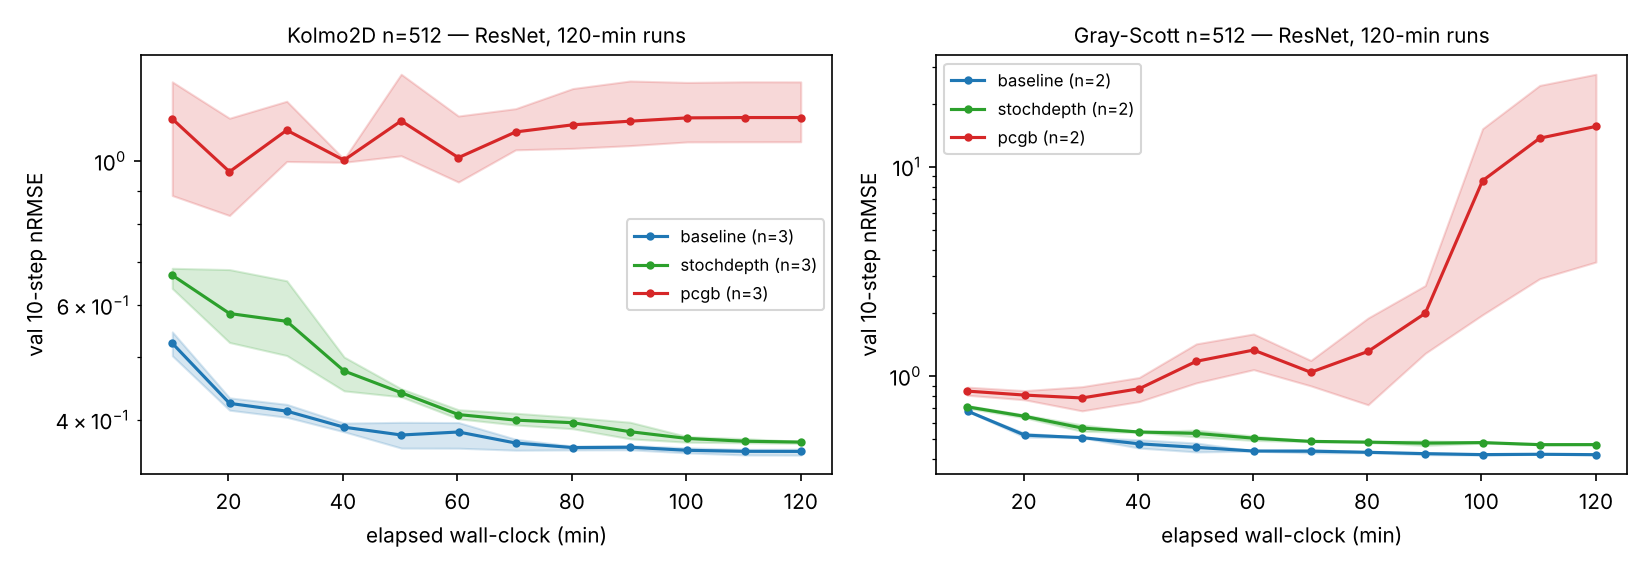 Kolmo2D n=512 — ResNet, 120-min runs
val 10-step nRMSE
10⁰
6 × 10⁻¹
4 × 10⁻¹
baseline (n=3)
stochdepth (n=3)
pcgb (n=3)
20 40 60 80 100 120
elapsed wall-clock (min)
Gray-Scott n=512 — ResNet, 120-min runs
val 10-step nRMSE
baseline (n=2)
stochdepth (n=2)
pcgb (n=2)
10¹
10⁰
20 40 60 80 100 120
elapsed wall-clock (min)